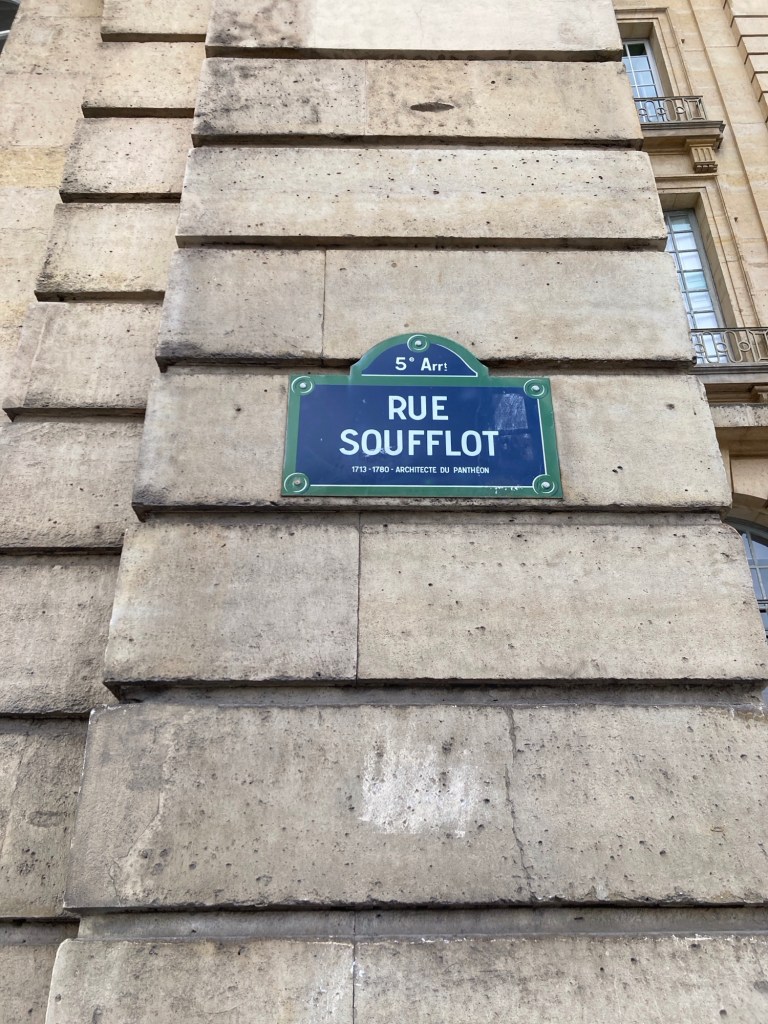 5e Arrt
RUE
SOUFFLOT
1713 - 1780 - ARCHITECTE DU PANTHÉON